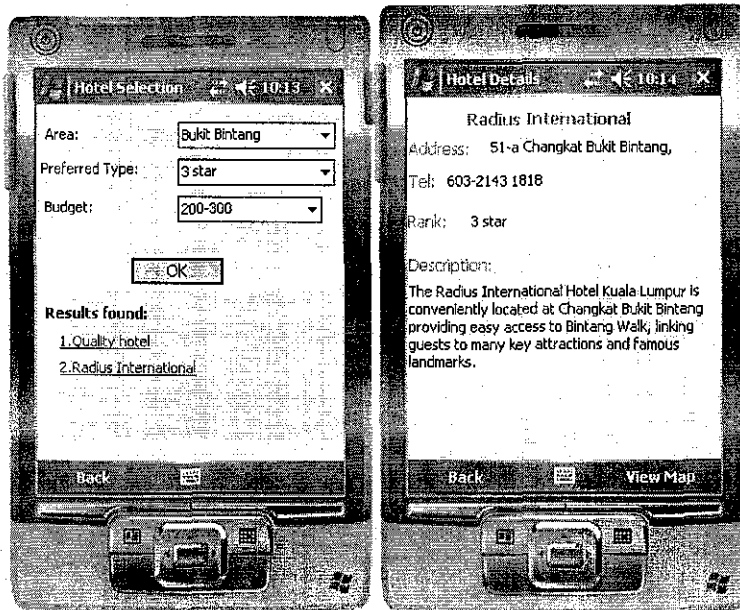 Hotel Selection 10:13
Area: Bukit Bintang
Preferred Type: 3 star
Budget: 200-300
OK
Results found:
1.Quality hotel
2.Radius International
Back
Hotel Details 10:14
Radius International
Address: 51-a Changkat Bukit Bintang,
Tel: 603-2143 1818
Rank: 3 star
Description:
The Radius International Hotel Kuala Lumpur is
conveniently located at Changkat Bukit Bintang
providing easy access to Bintang Walk, linking
guests to many key attractions and famous
landmarks.
Back View Map